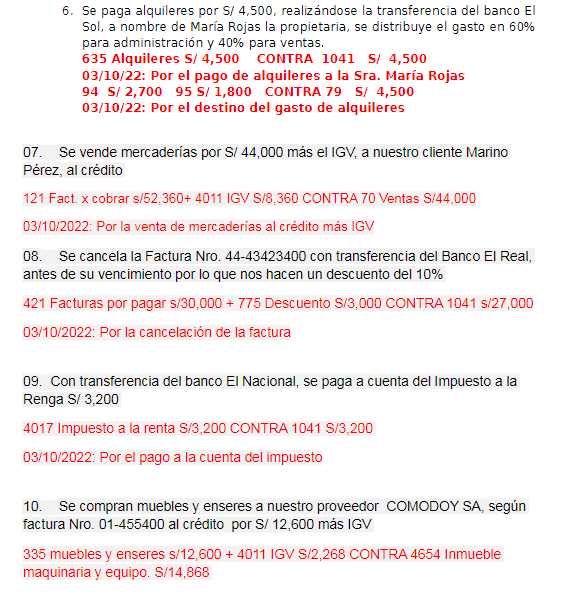 6. Se paga alquileres por S/ 4,500, realizándose la transferencia del banco El
Sol, a nombre de María Rojas la propietaria, se distribuye el gasto en 60%
para administración y 40% para ventas.
635 Alquileres S/ 4,500 CONTRA 1041 S/ 4,500
03/10/22: Por el pago de alquileres a la Sra. María Rojas
94 S/ 2,700 95 S/ 1,800 CONTRA 79 S/ 4,500
03/10/22: Por el destino del gasto de alquileres
07. Se vende mercaderías por S/ 44,000 más el IGV, a nuestro cliente Marino
Pérez, al crédito
121 Fact. x cobrar s/52,360+ 4011 IGV S/8,360 CONTRA 70 Ventas S/44,000
03/10/2022: Por la venta de mercaderías al crédito más IGV
08. Se cancela la Factura Nro. 44-43423400 con transferencia del Banco El Real,
antes de su vencimiento por lo que nos hacen un descuento del 10%
421 Facturas por pagar s/30,000 + 775 Descuento S/3,000 CONTRA 1041 s/27,000
03/10/2022: Por la cancelación de la factura
09. Con transferencia del banco El Nacional, se paga a cuenta del Impuesto a la
Renga S/ 3,200
4017 Impuesto a la renta S/3,200 CONTRA 1041 S/3,200
03/10/2022: Por el pago a la cuenta del impuesto
10. Se compran muebles y enseres a nuestro proveedor COMODOY SA, según
factura Nro. 01-455400 al crédito por S/ 12,600 más IGV
335 muebles y enseres s/12,600 + 4011 IGV S/2,268 CONTRA 4654 Inmueble
maquinaria y equipo. S/14,868